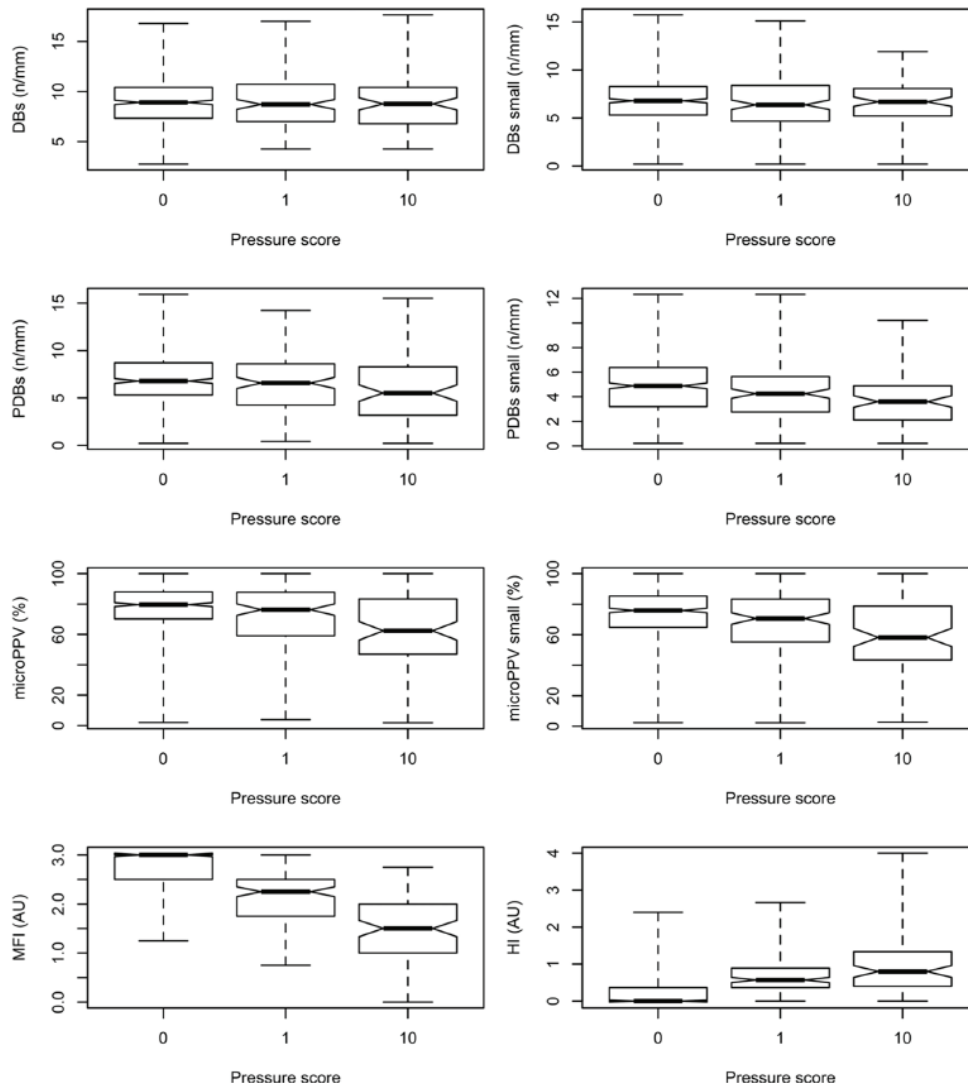 DBs (n/mm)
15
10
5
0 1 10
Pressure score
DBs small (n/mm)
15
10
5
0
0 1 10
Pressure score
PDBs (n/mm)
15
10
5
0
0 1 10
Pressure score
PDBs small (n/mm)
12
8
6
4
2
0
0 1 10
Pressure score
microPPV (%)
100
60
20
0
0 1 10
Pressure score
microPPV small (%)
100
60
20
0
0 1 10
Pressure score
MFI (AU)
3.0
2.0
1.0
0.0
0 1 10
Pressure score
HI (AU)
4
3
2
1
0
0 1 10
Pressure score